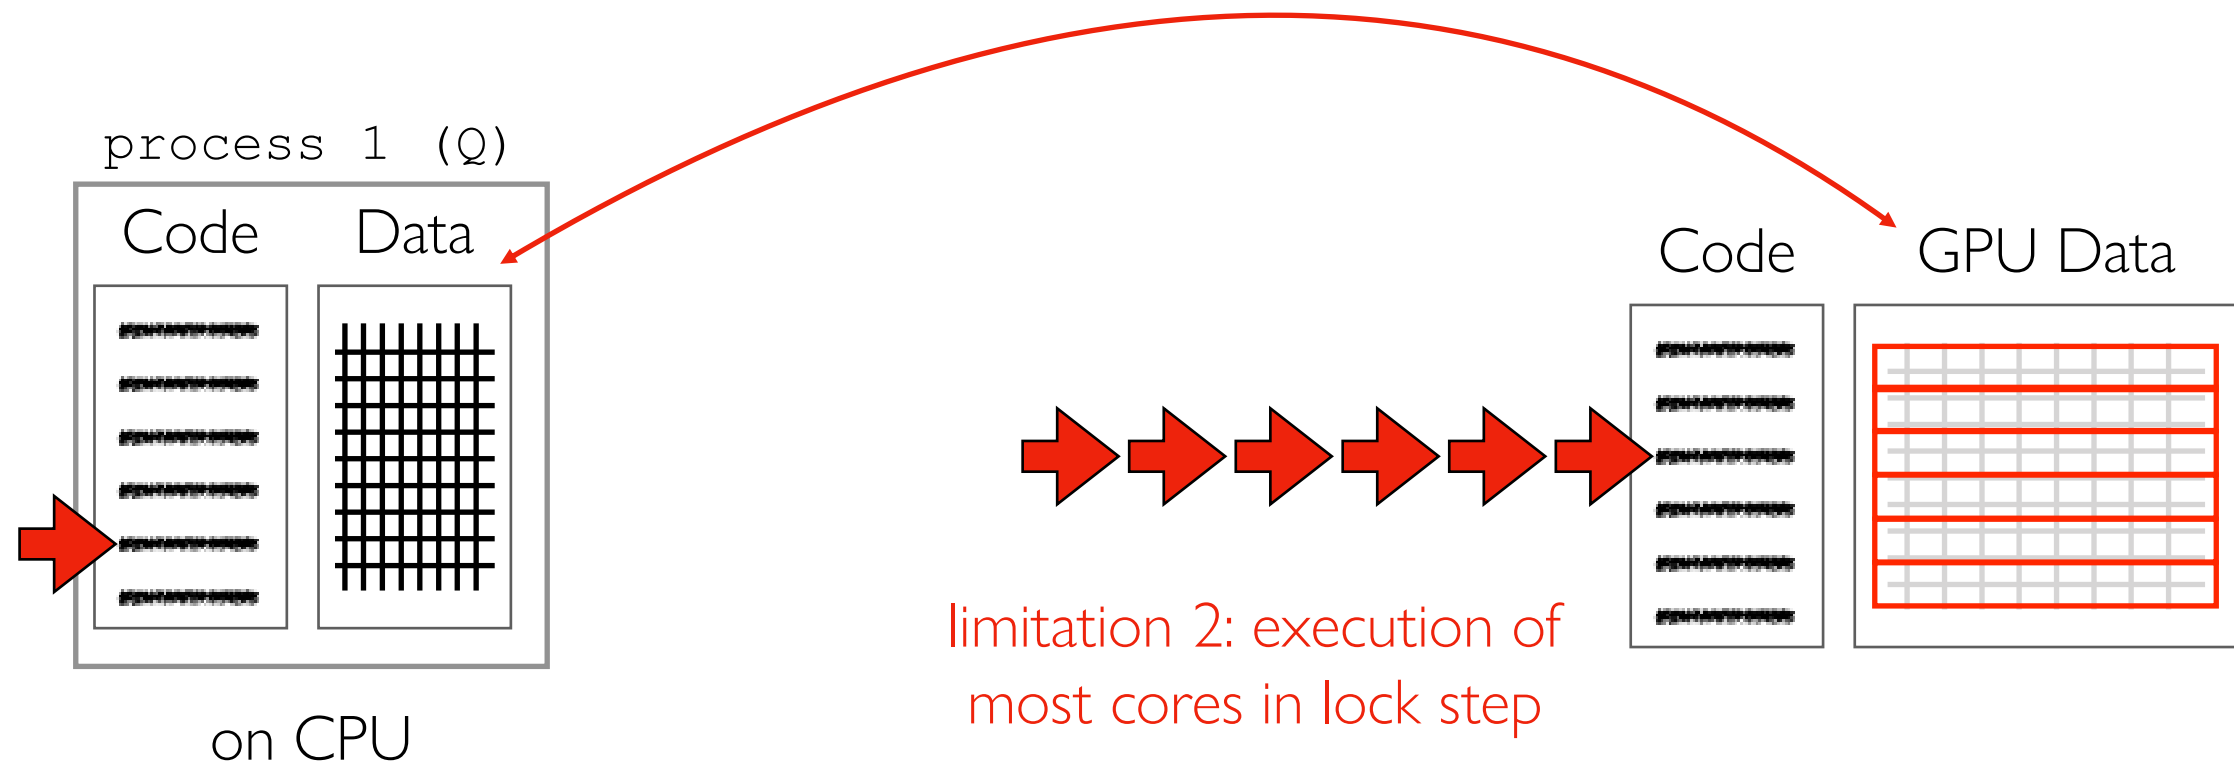 process 1 (Q)
Code Data
Code GPU Data
limitation 2: execution of
most cores in lock step
on CPU